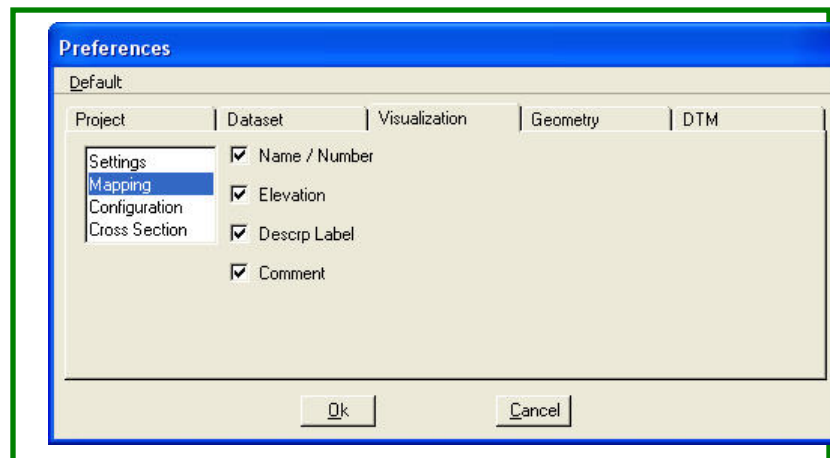 Preferences
Default
Project Dataset Visualization Geometry DTM
Settings
Mapping
Configuration
Cross Section
Name / Number
Elevation
Descrp Label
Comment
Ok Cancel